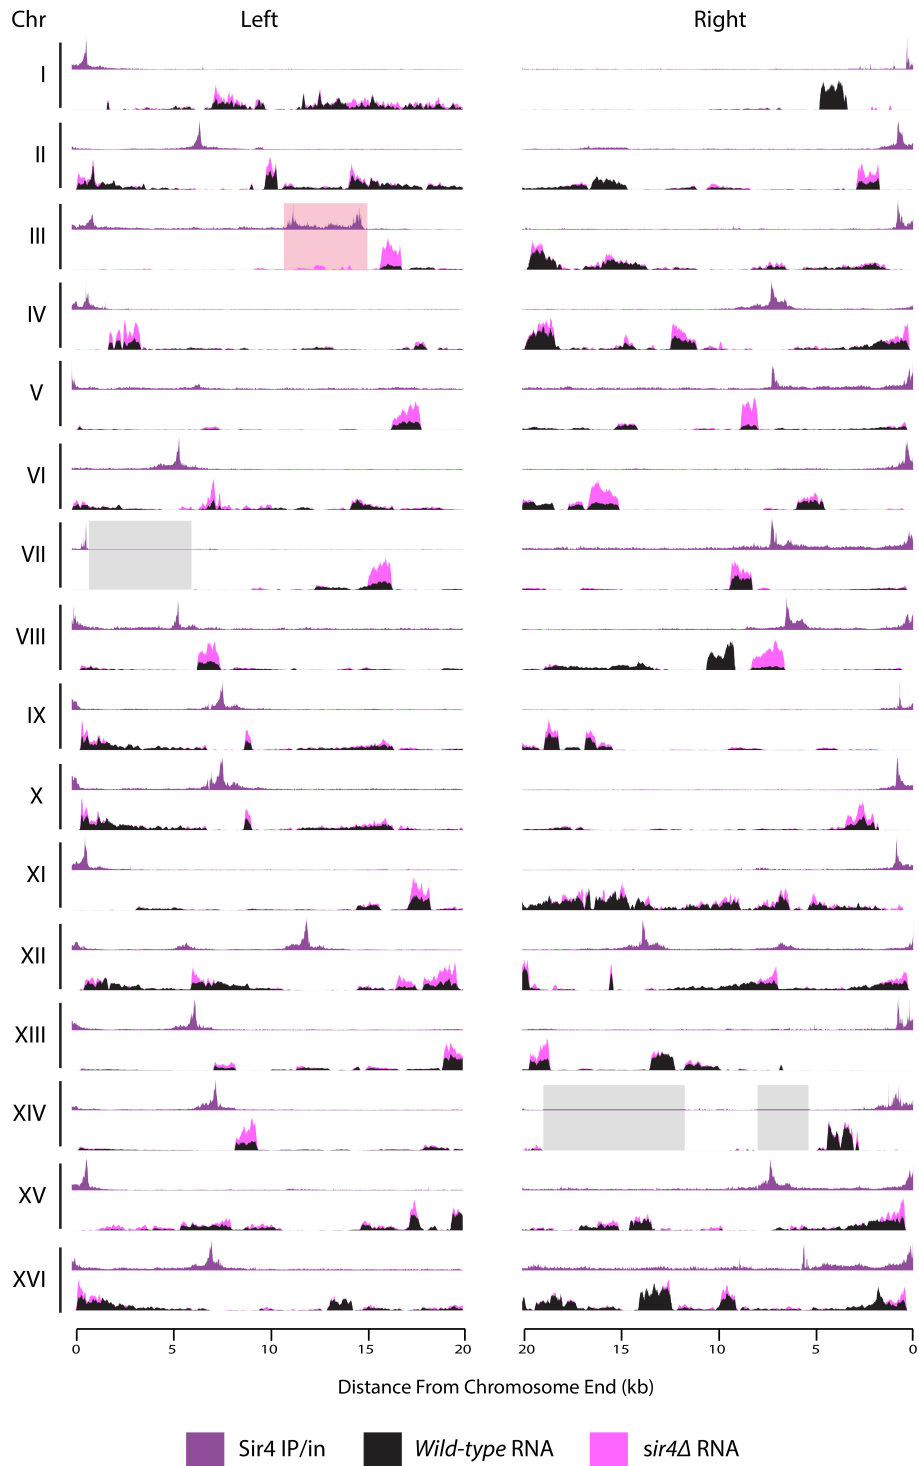 Chr Left Right
I
II
III
IV
V
VI
VII
VIII
IX
X
XI
XII
XIII
XIV
XV
XVI
0 5 10 15 20 20 15 10 5 0
Distance From Chromosome End (kb)
Sir4 IP/in Wild-type RNA sir4Δ RNA